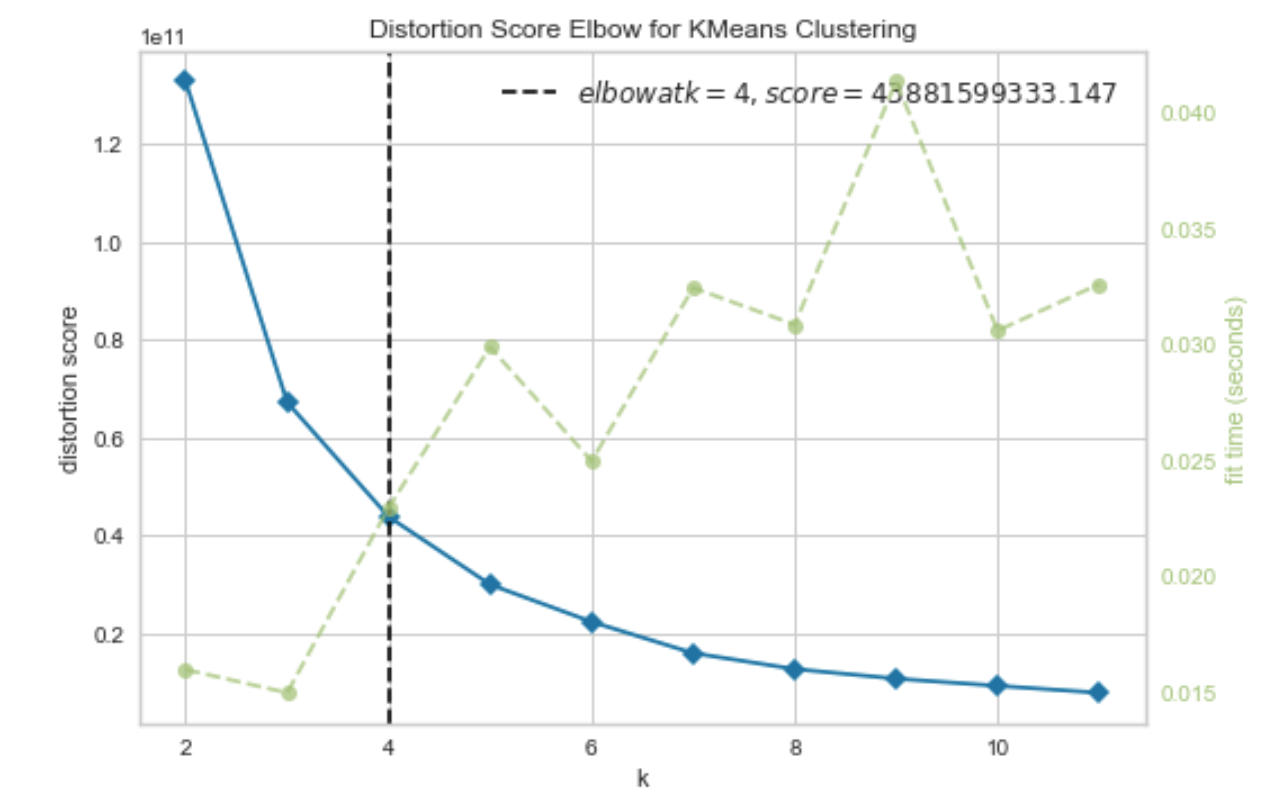 Distortion Score Elbow for KMeans Clustering
1e11
elbowatk = 4, score = 43881599333.147
1.2
1.0
0.8
0.6
0.4
0.2
distortion score
0.040
0.035
0.030
0.025
0.020
0.015
fit time (seconds)
2 4 6 8 10
k